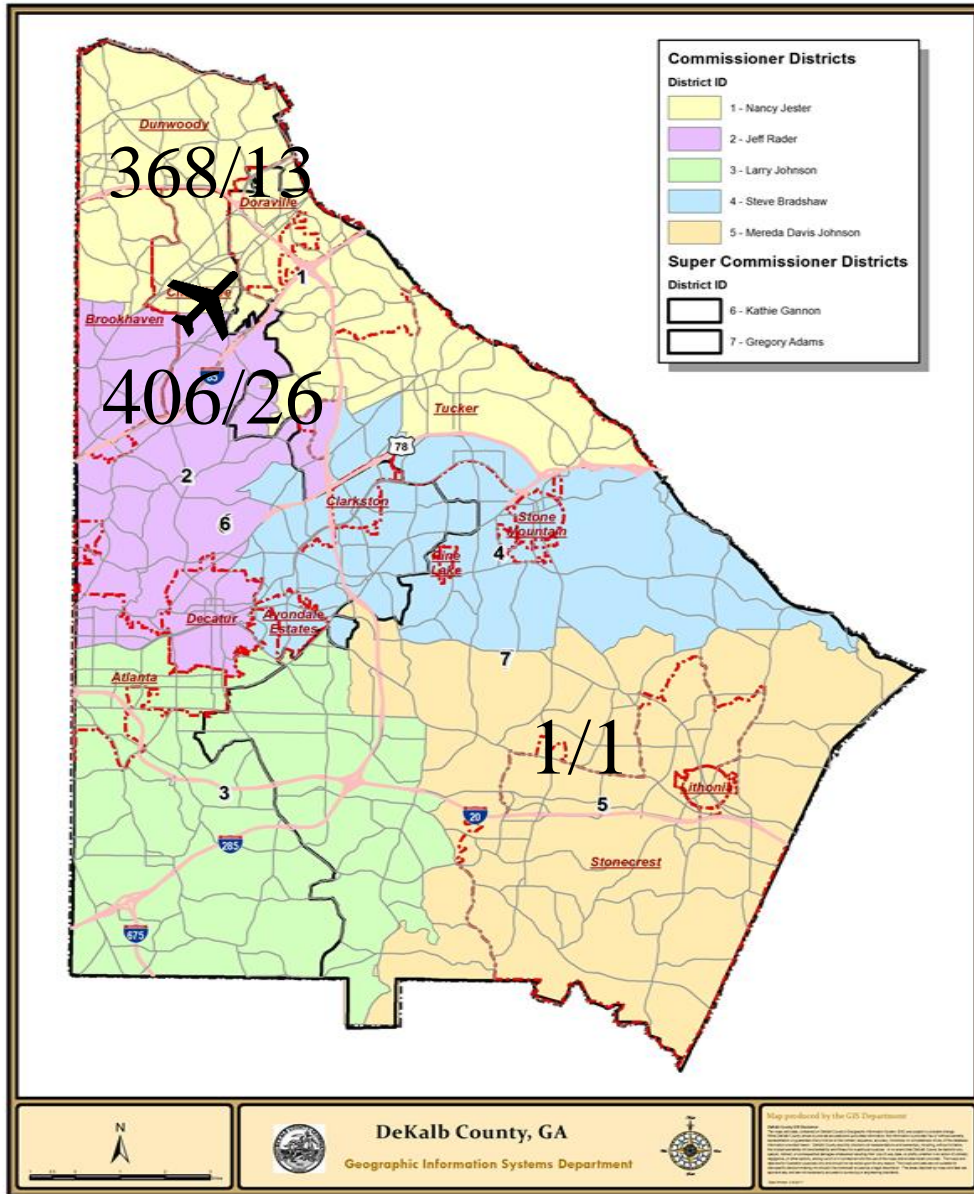 Commissioner Districts
District ID
1 - Nancy Jester
2 - Jeff Rader
3 - Larry Johnson
4 - Steve Bradshaw
5 - Mereda Davis Johnson
Super Commissioner Districts
District ID
6 - Kathie Gannon
7 - Gregory Adams
Dunwoody
368/13
Doraville
1
Brookhaven
85
406/26
Tucker
78
2
Clarkston
Stone
Mountain
6
4
Decatur
Avondale
Estates
7
Atlanta
1/1
3
5
20
285
Stonecrest
675
N
DeKalb County, GA
Geographic Information Systems Department
Map produced by the GIS Department